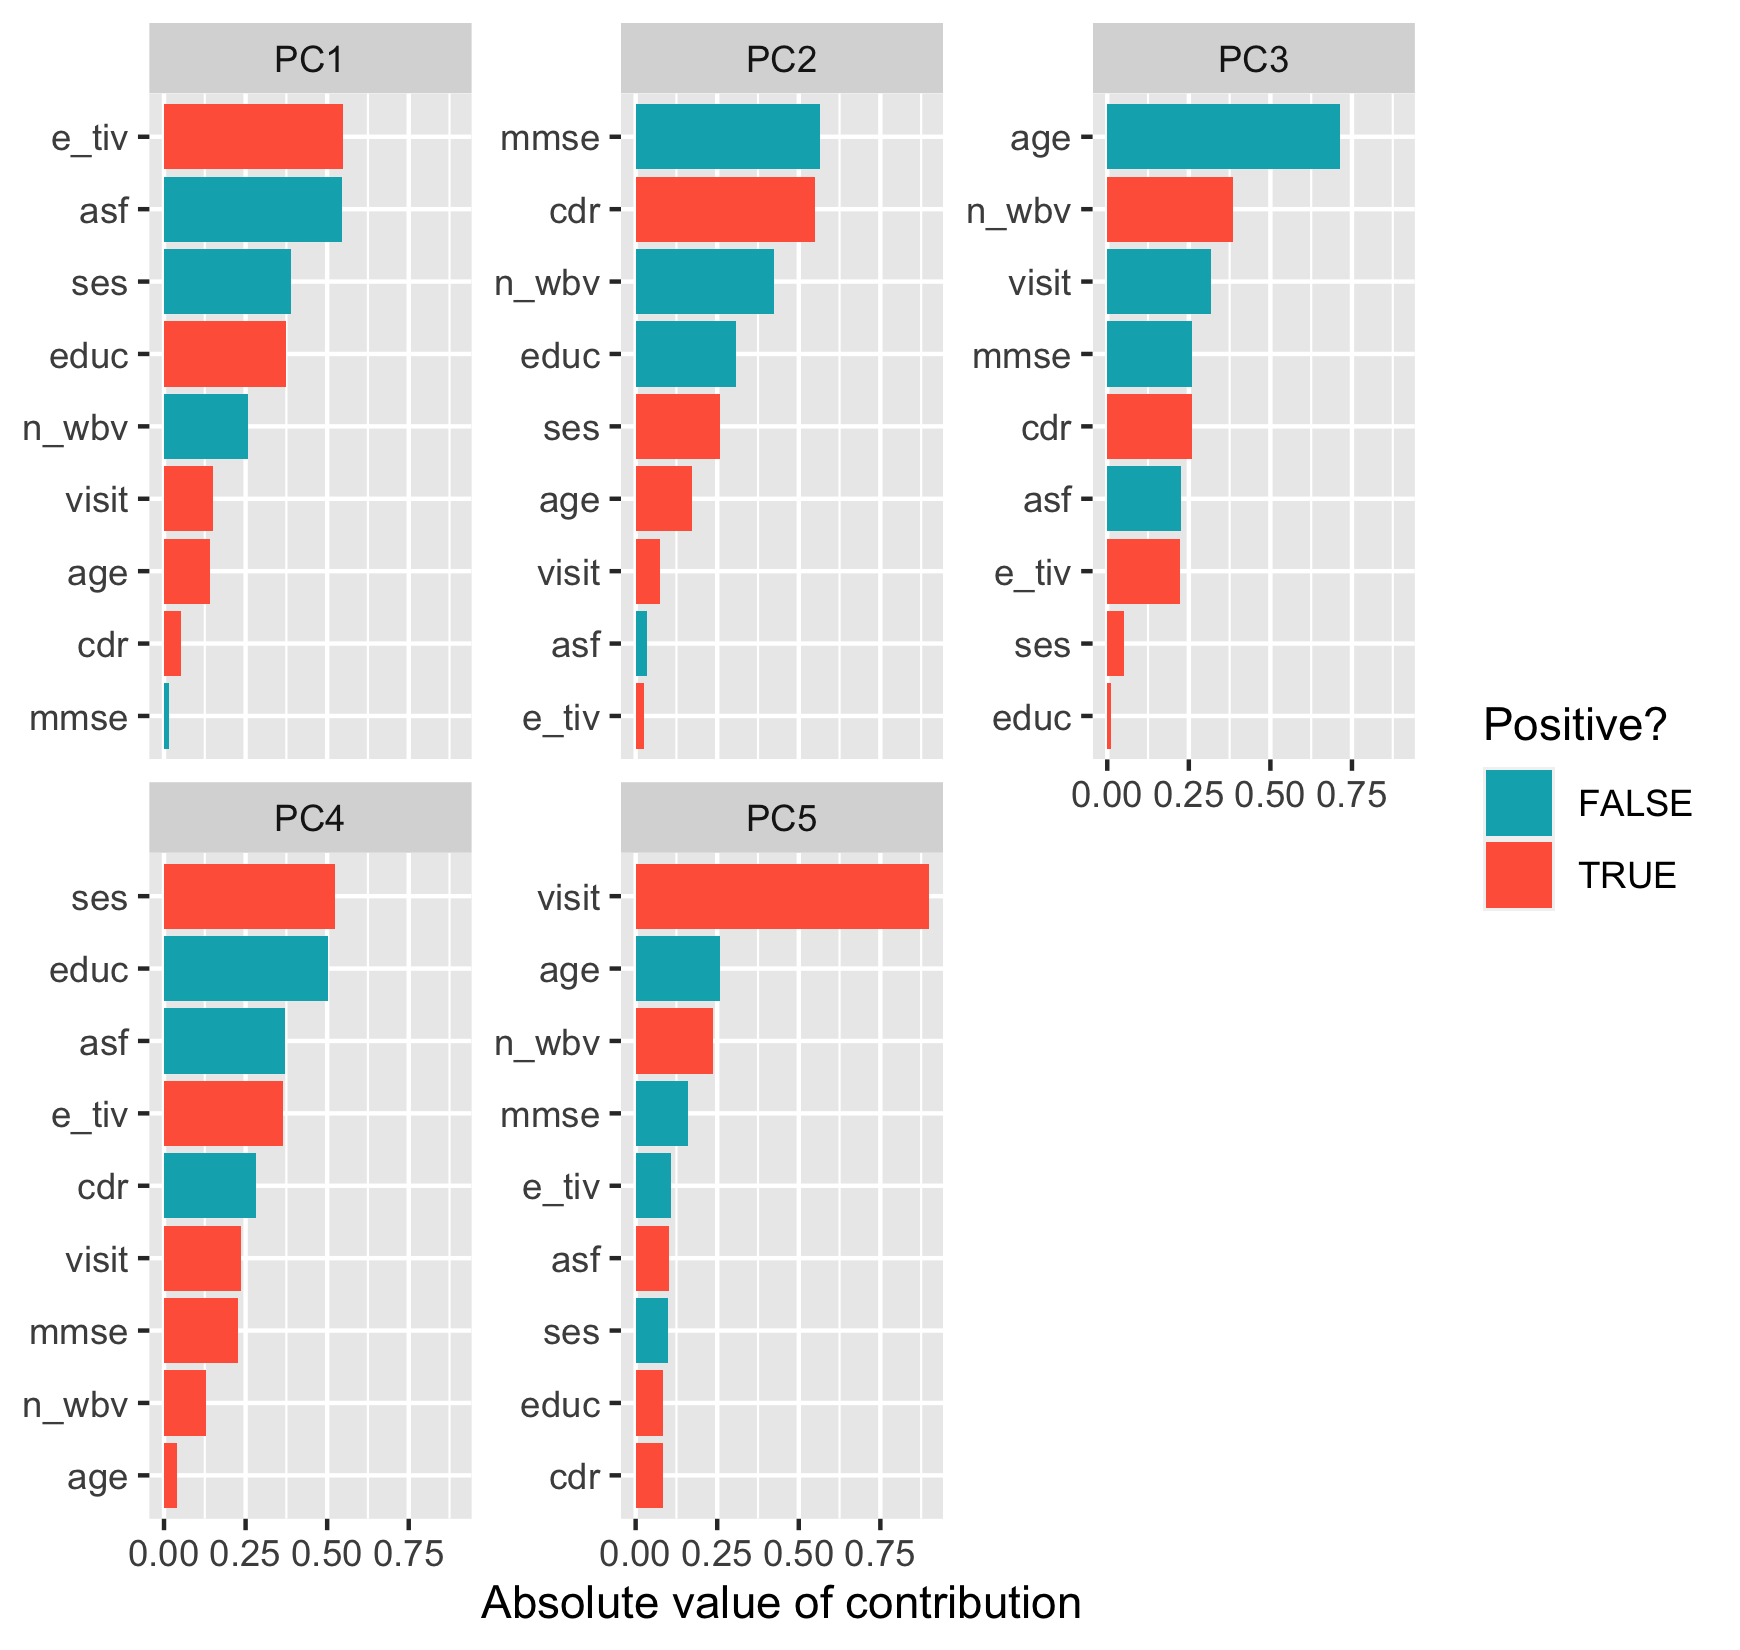 PC1
e_tiv
asf
ses
educ
n_wbv
visit
age
cdr
mmse
PC2
mmse
cdr
n_wbv
educ
ses
age
visit
asf
e_tiv
PC3
age
n_wbv
visit
mmse
cdr
asf
e_tiv
ses
educ
0.00 0.25 0.50 0.75
PC4
ses
educ
asf
e_tiv
cdr
visit
mmse
n_wbv
age
0.00 0.25 0.50 0.75
PC5
visit
age
n_wbv
mmse
e_tiv
asf
ses
educ
cdr
0.00 0.25 0.50 0.75
Absolute value of contribution
Positive?
FALSE
TRUE